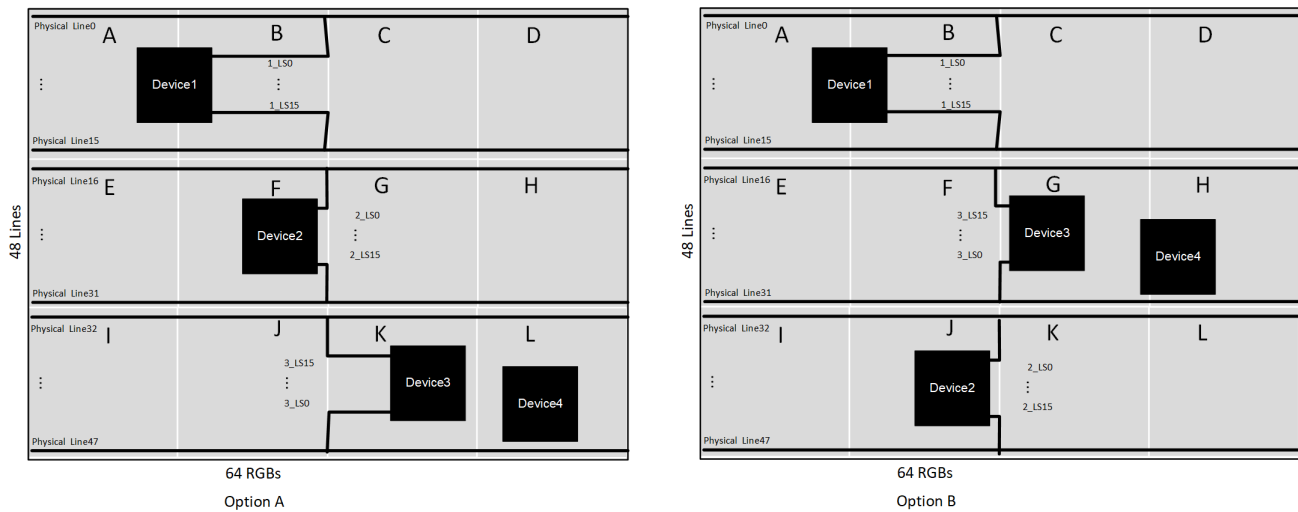 Physical Line0
A
B
C
D
Device1
1_LS0
⋮
⋮
1_LS15
Physical Line15
Physical Line16
E
F
G
H
Device2
2_LS0
⋮
⋮
2_LS15
Physical Line31
Physical Line32
I
J
K
L
3_LS15
⋮
⋮
3_LS0
Device3
Device4
Physical Line47
48 Lines
64 RGBs
Option A
Physical Line0
A
B
C
D
Device1
1_LS0
⋮
⋮
1_LS15
Physical Line15
Physical Line16
E
F
G
H
3_LS15
⋮
⋮
3_LS0
Device3
Device4
Physical Line31
Physical Line32
I
J
K
L
Device2
2_LS0
⋮
⋮
2_LS15
Physical Line47
48 Lines
64 RGBs
Option B